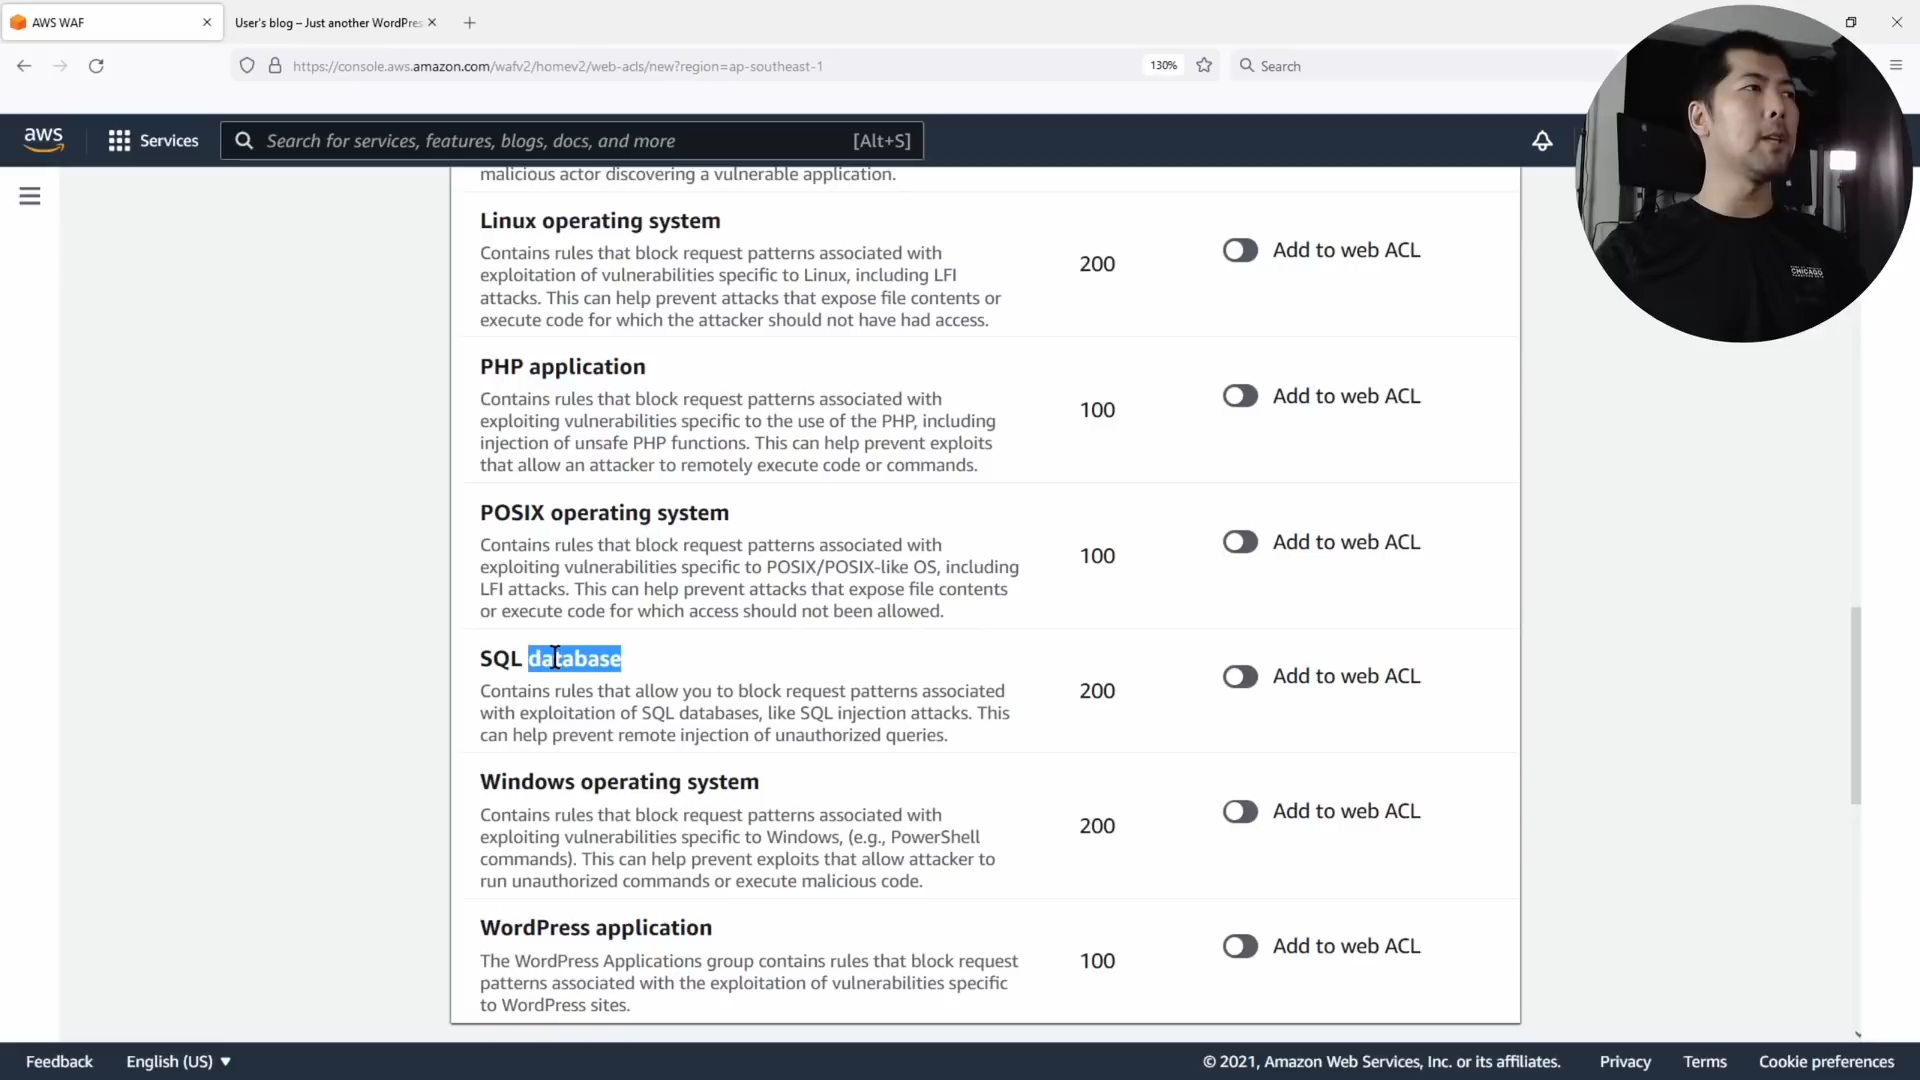 AWS WAF
User's blog – Just another WordPres
https://console.aws.amazon.com/wafv2/homev2/web-acls/new?region=ap-southeast-1
130%
Search
aws
Services
Search for services, features, blogs, docs, and more
[Alt+S]
malicious actor discovering a vulnerable application.
Linux operating system
Contains rules that block request patterns associated with
exploitation of vulnerabilities specific to Linux, including LFI
attacks. This can help prevent attacks that expose file contents or
execute code for which the attacker should not have had access.
200
Add to web ACL
PHP application
Contains rules that block request patterns associated with
exploiting vulnerabilities specific to the use of the PHP, including
injection of unsafe PHP functions. This can help prevent exploits
that allow an attacker to remotely execute code or commands.
100
Add to web ACL
POSIX operating system
Contains rules that block request patterns associated with
exploiting vulnerabilities specific to POSIX/POSIX-like OS, including
LFI attacks. This can help prevent attacks that expose file contents
or execute code for which access should not been allowed.
100
Add to web ACL
SQL database
Contains rules that allow you to block request patterns associated
with exploitation of SQL databases, like SQL injection attacks. This
can help prevent remote injection of unauthorized queries.
200
Add to web ACL
Windows operating system
Contains rules that block request patterns associated with
exploiting vulnerabilities specific to Windows, (e.g., PowerShell
commands). This can help prevent exploits that allow attacker to
run unauthorized commands or execute malicious code.
200
Add to web ACL
WordPress application
The WordPress Applications group contains rules that block request
patterns associated with the exploitation of vulnerabilities specific
to WordPress sites.
100
Add to web ACL
CHICAGO
Feedback
English (US)
© 2021, Amazon Web Services, Inc. or its affiliates.
Privacy
Terms
Cookie preferences